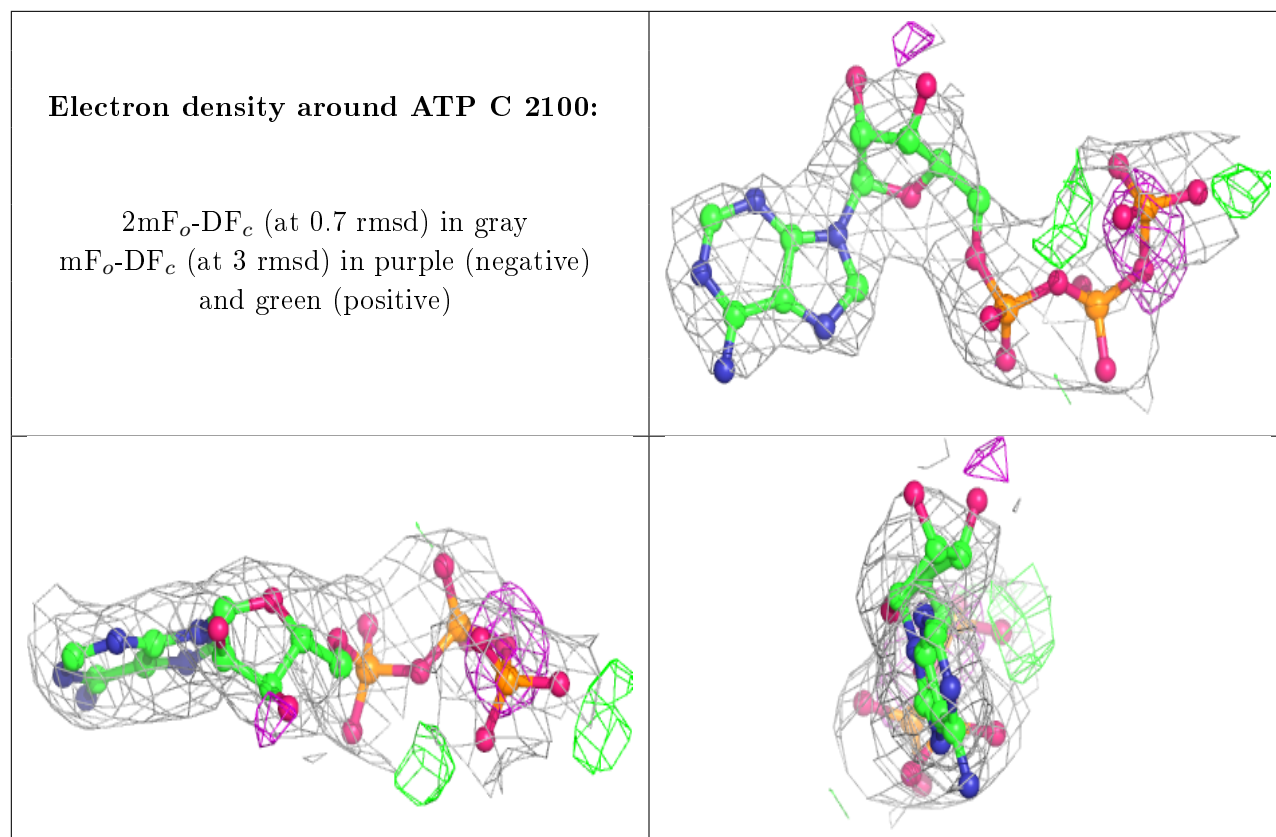 Electron density around ATP C 2100:
2mFₒ-DF𝒸 (at 0.7 rmsd) in gray
mFₒ-DF𝒸 (at 3 rmsd) in purple (negative)
and green (positive)